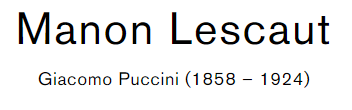 Manon Lescaut
Giacomo Puccini (1858 – 1924)